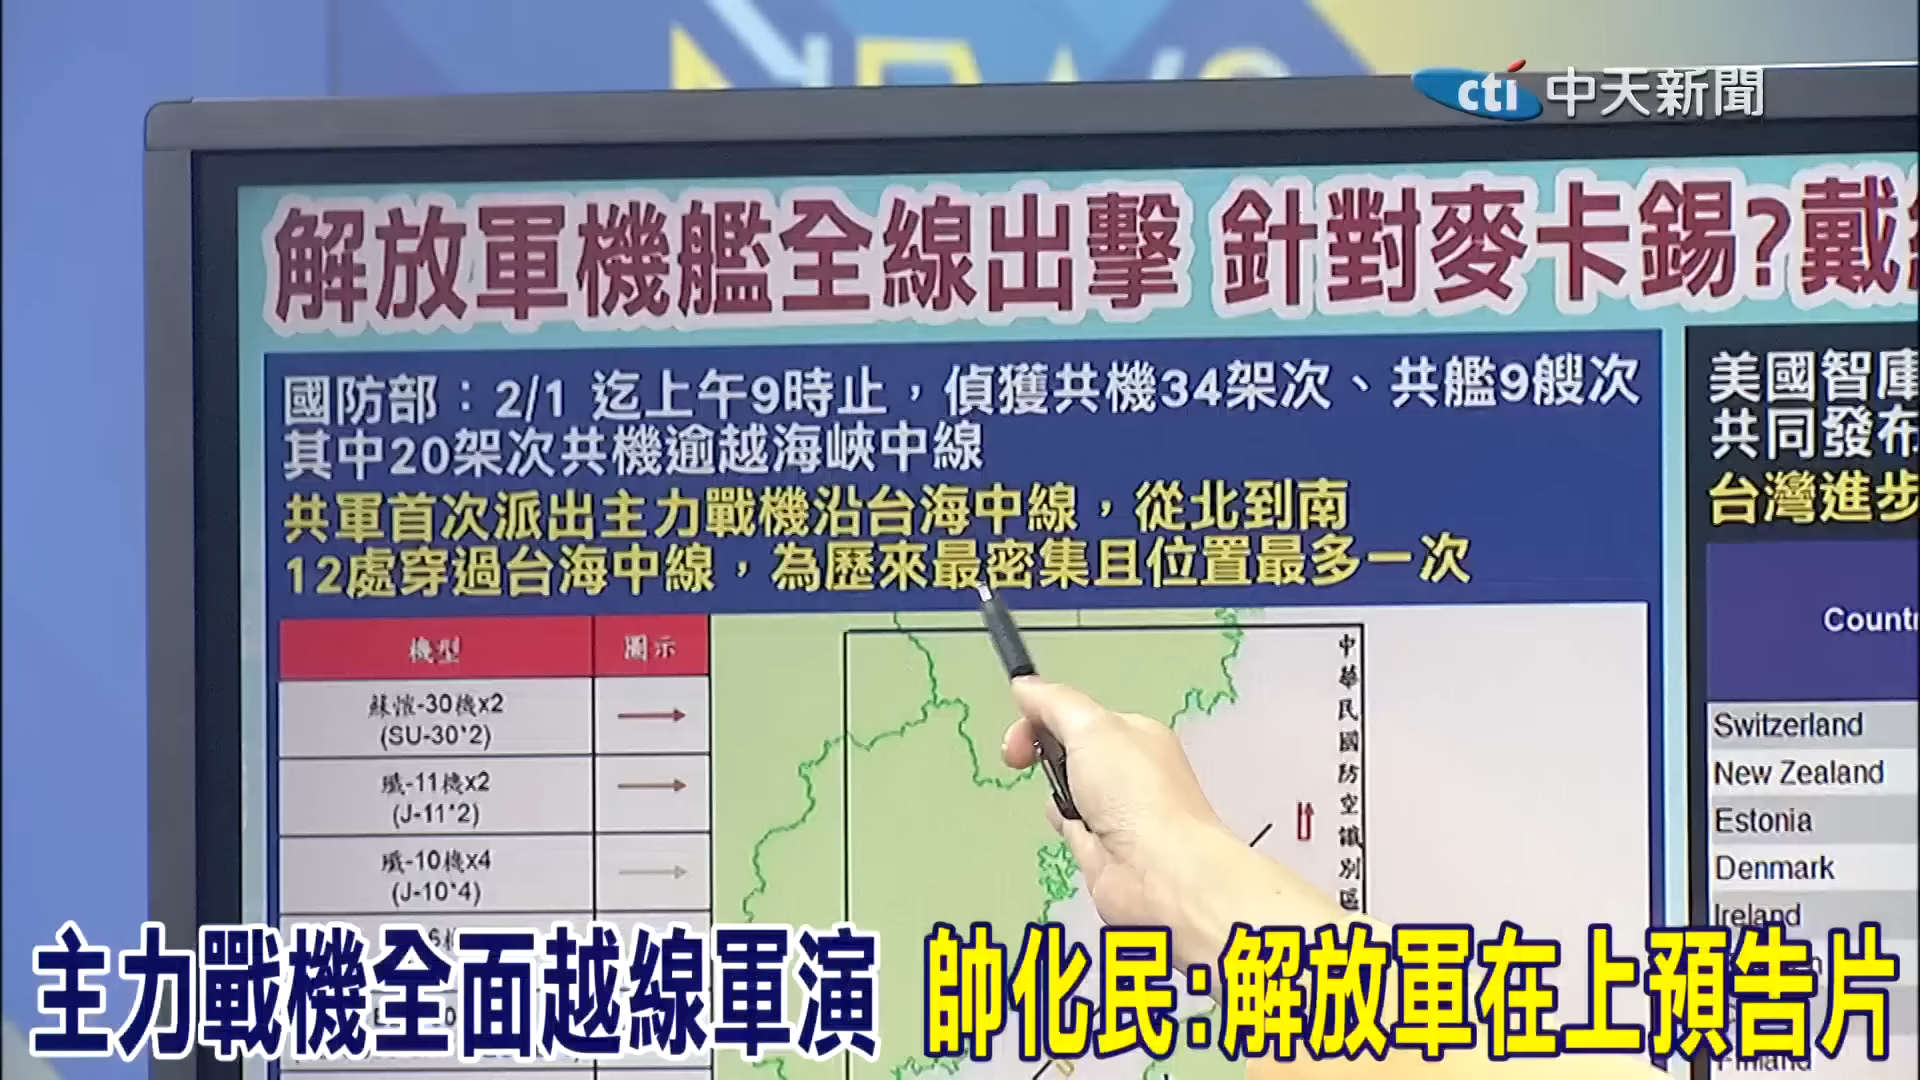 NEWS
cti 中天新聞
解放軍機艦全線出擊 針對麥卡錫?戴
國防部：2/1 迄上午9時止，偵獲共機34架次、共艦9艘次
其中20架次共機逾越海峽中線
共軍首次派出主力戰機沿台海中線，從北到南
12處穿過台海中線，為歷來最密集且位置最多一次
機型
圖示
蘇愷-30機x2
(SU-30*2)
殲-11機x2
(J-11*2)
殲-10機x4
(J-10*4)
中華民國防空識別區
美國智庫
共同發布
台灣進步
Count
Switzerland
New Zealand
Estonia
Denmark
Ireland
Finland
主力戰機全面越線軍演 帥化民:解放軍在上預告片